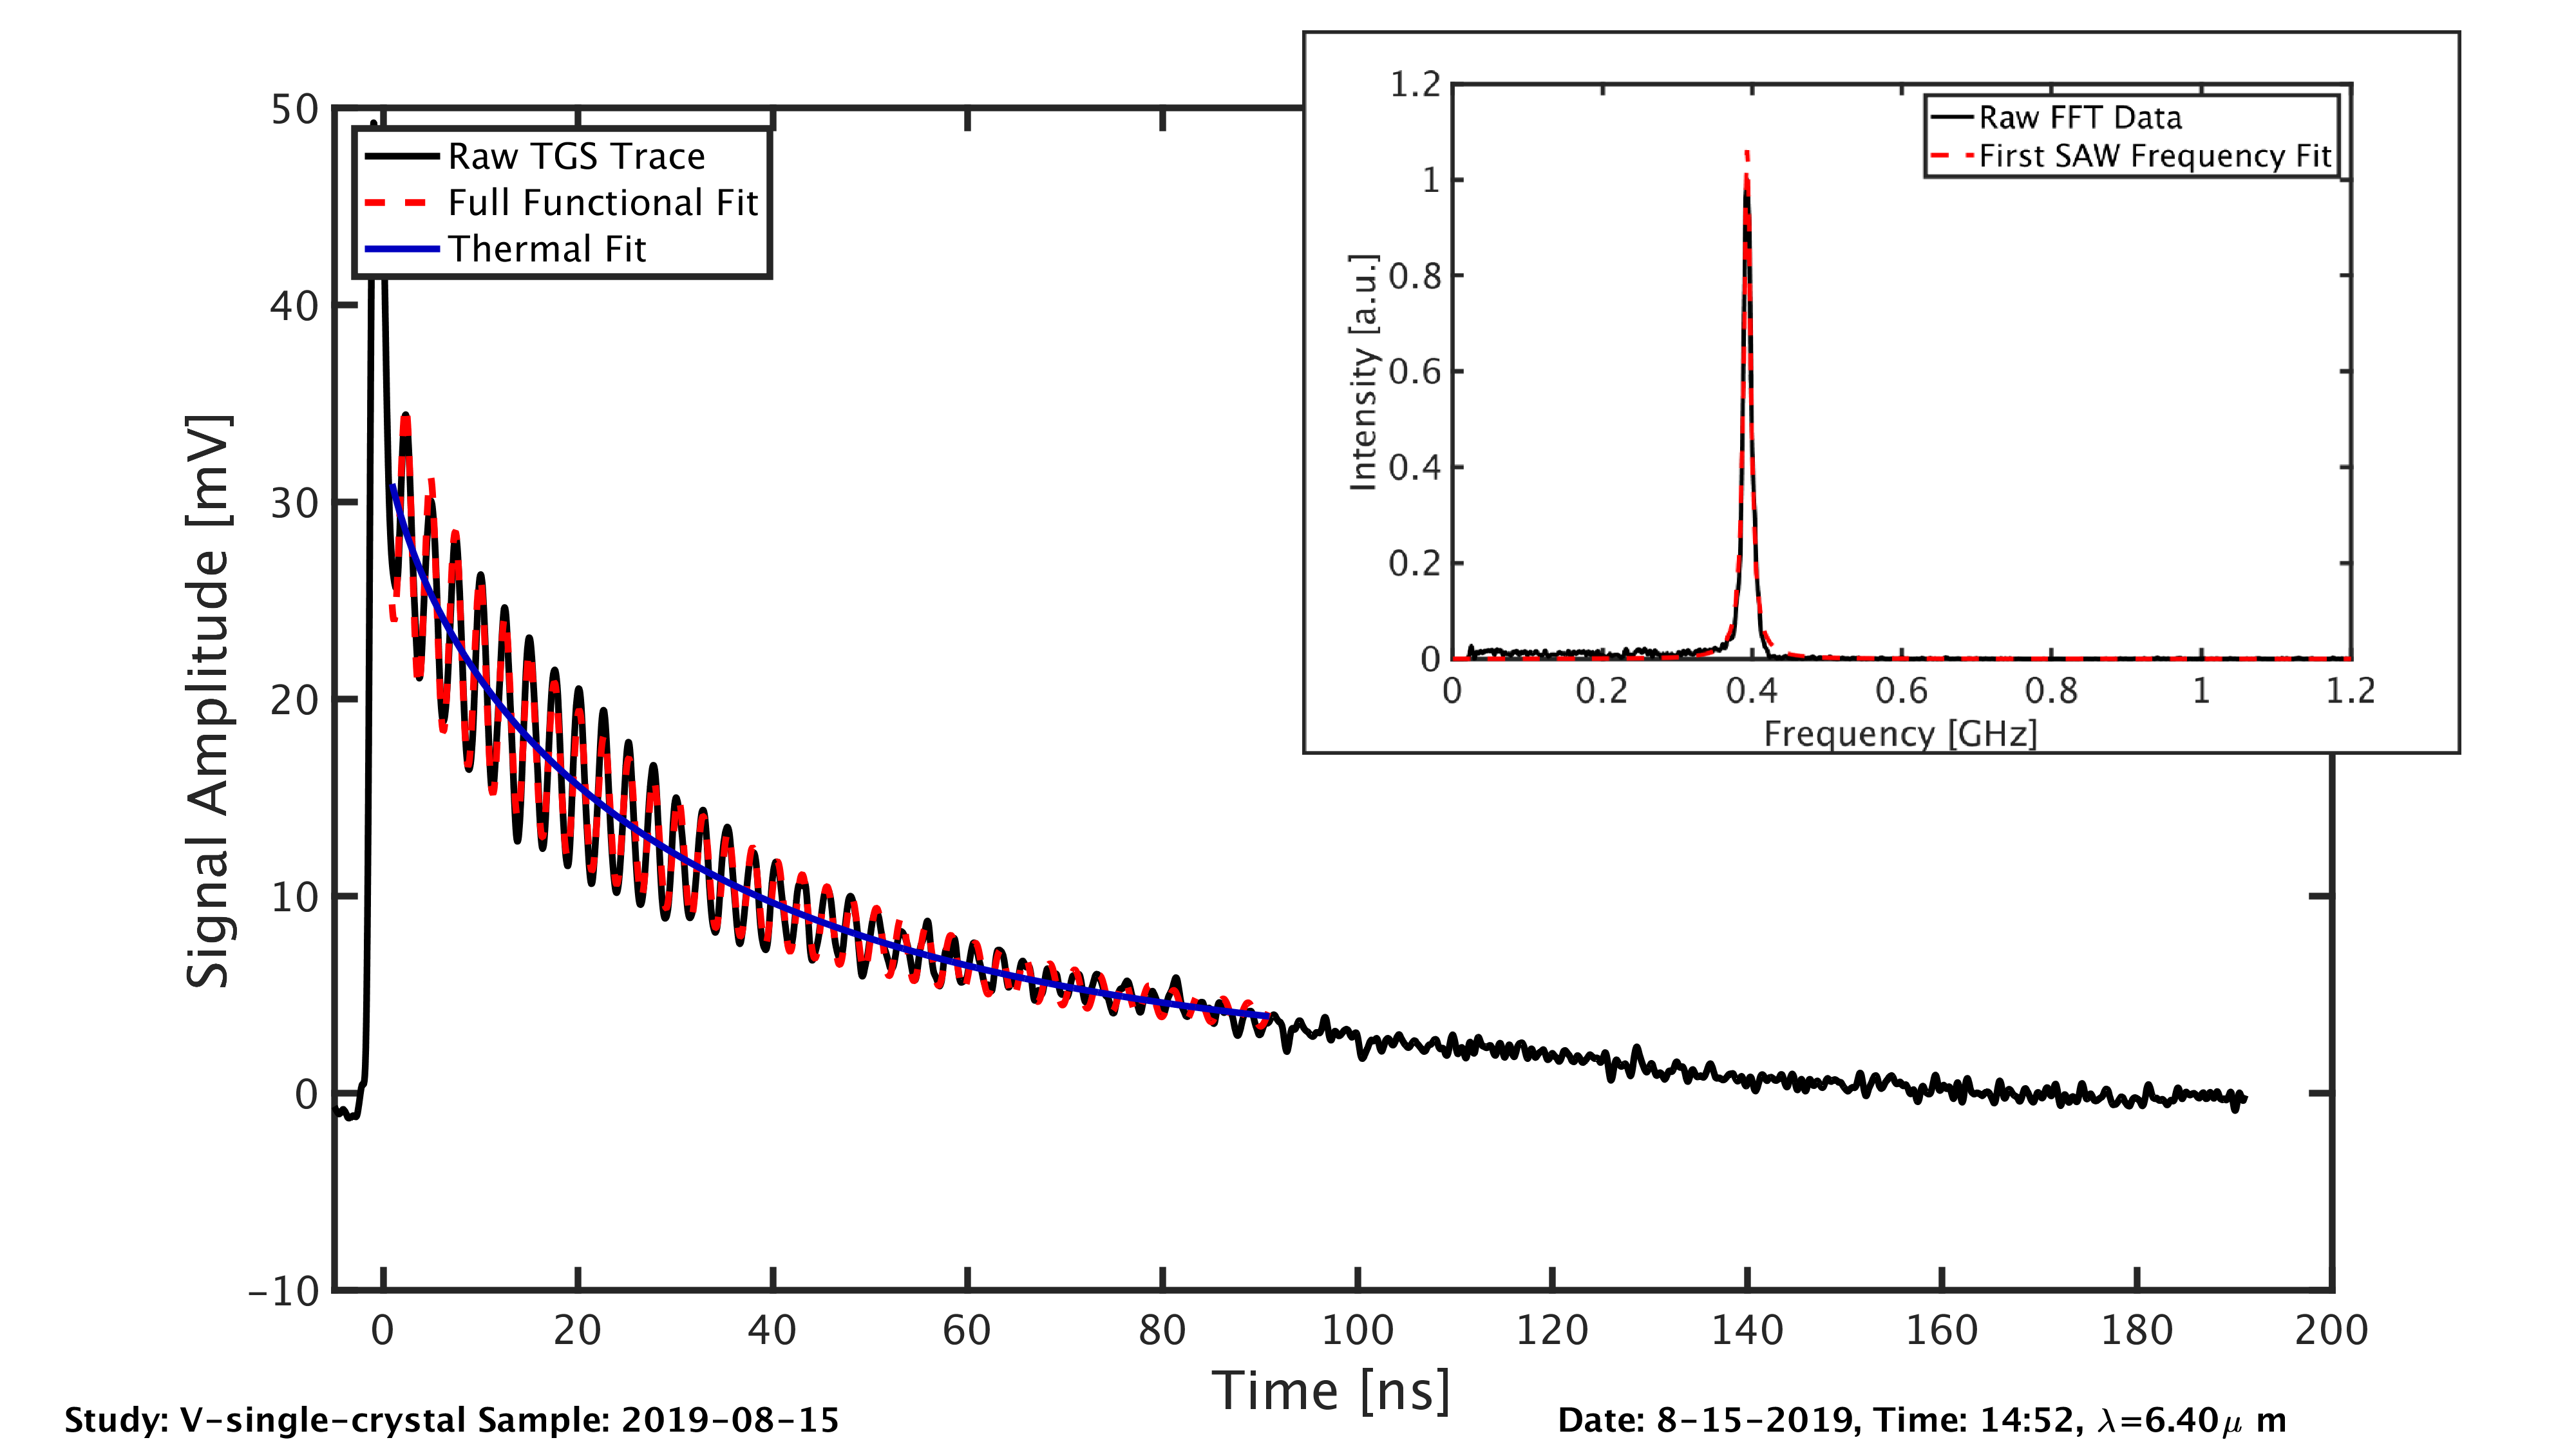 1.2
1
0.8
0.6
0.4
0.2
0
Intensity [a.u.]
Raw FFT Data
First SAW Frequency Fit
0 0.2 0.4 0.6 0.8 1 1.2
Frequency [GHz]
50
40
30
20
10
0
-10
Signal Amplitude [mV]
Raw TGS Trace
Full Functional Fit
Thermal Fit
0 20 40 60 80 100 120 140 160 180 200
Time [ns]
Study: V-single-crystal Sample: 2019-08-15
Date: 8-15-2019, Time: 14:52, λ=6.40μ m